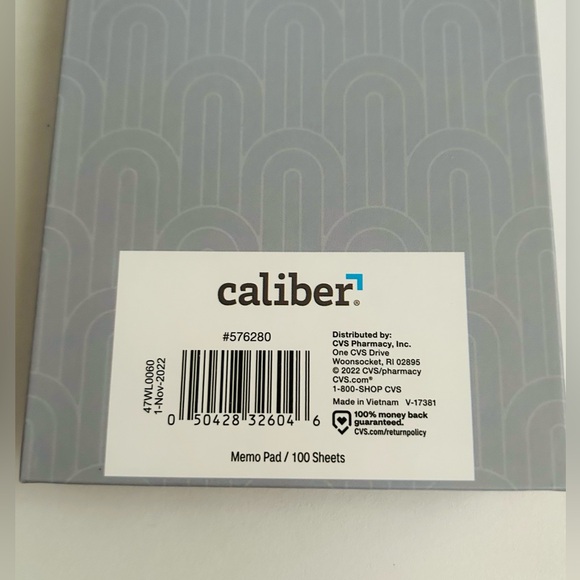 caliber®
#576280
47WL0060
1-Nov-2022
0 50428 32604 6
Distributed by:
CVS Pharmacy, Inc.
One CVS Drive
Woonsocket, RI 02895
© 2022 CVS/pharmacy
CVS.com®
1-800-SHOP CVS
Made in Vietnam V-17381
100% money back
guaranteed.
CVS.com/returnpolicy
Memo Pad / 100 Sheets